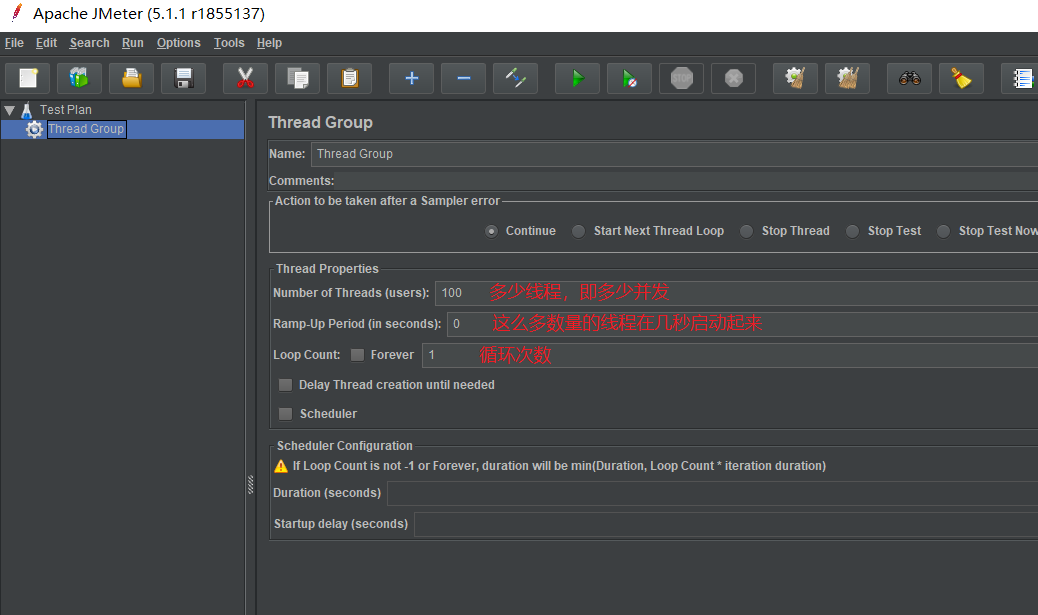 Apache JMeter (5.1.1 r1855137)
File Edit Search Run Options Tools Help
STOP
Test Plan
Thread Group
Thread Group
Name: Thread Group
Comments:
Action to be taken after a Sampler error
Continue Start Next Thread Loop Stop Thread Stop Test Stop Test Now
Thread Properties
Number of Threads (users): 100 多少线程，即多少并发
Ramp-Up Period (in seconds): 0 这么多数量的线程在几秒启动起来
Loop Count: Forever 1 循环次数
Delay Thread creation until needed
Scheduler
Scheduler Configuration
If Loop Count is not -1 or Forever, duration will be min(Duration, Loop Count * iteration duration)
Duration (seconds)
Startup delay (seconds)